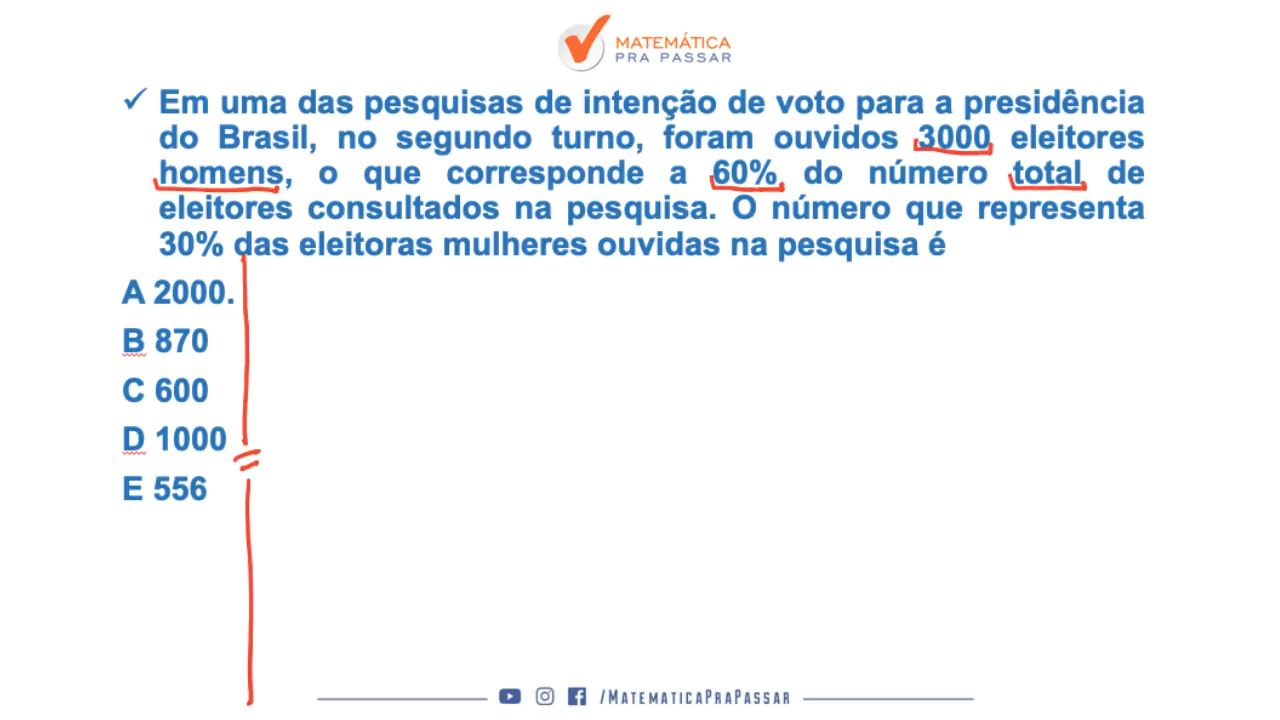 MATEMÁTICA
PRA PASSAR
✓ Em uma das pesquisas de intenção de voto para a presidência
do Brasil, no segundo turno, foram ouvidos 3000 eleitores
homens, o que corresponde a 60% do número total de
eleitores consultados na pesquisa. O número que representa
30% das eleitoras mulheres ouvidas na pesquisa é
A 2000.
B 870
C 600
D 1000
E 556
/MATEMATICAPRAPASSAR